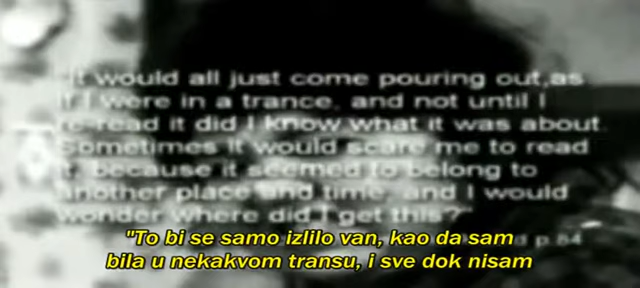 It would all just come pouring out,as
if I were in a trance, and not until I
re-read it did I know what it was about.
Sometimes it would scare me to read
it, because it seemed to belong to
another place and time, and I would
wonder where did I get this?"
p.84
"To bi se samo izlilo van, kao da sam
bila u nekakvom transu, i sve dok nisam